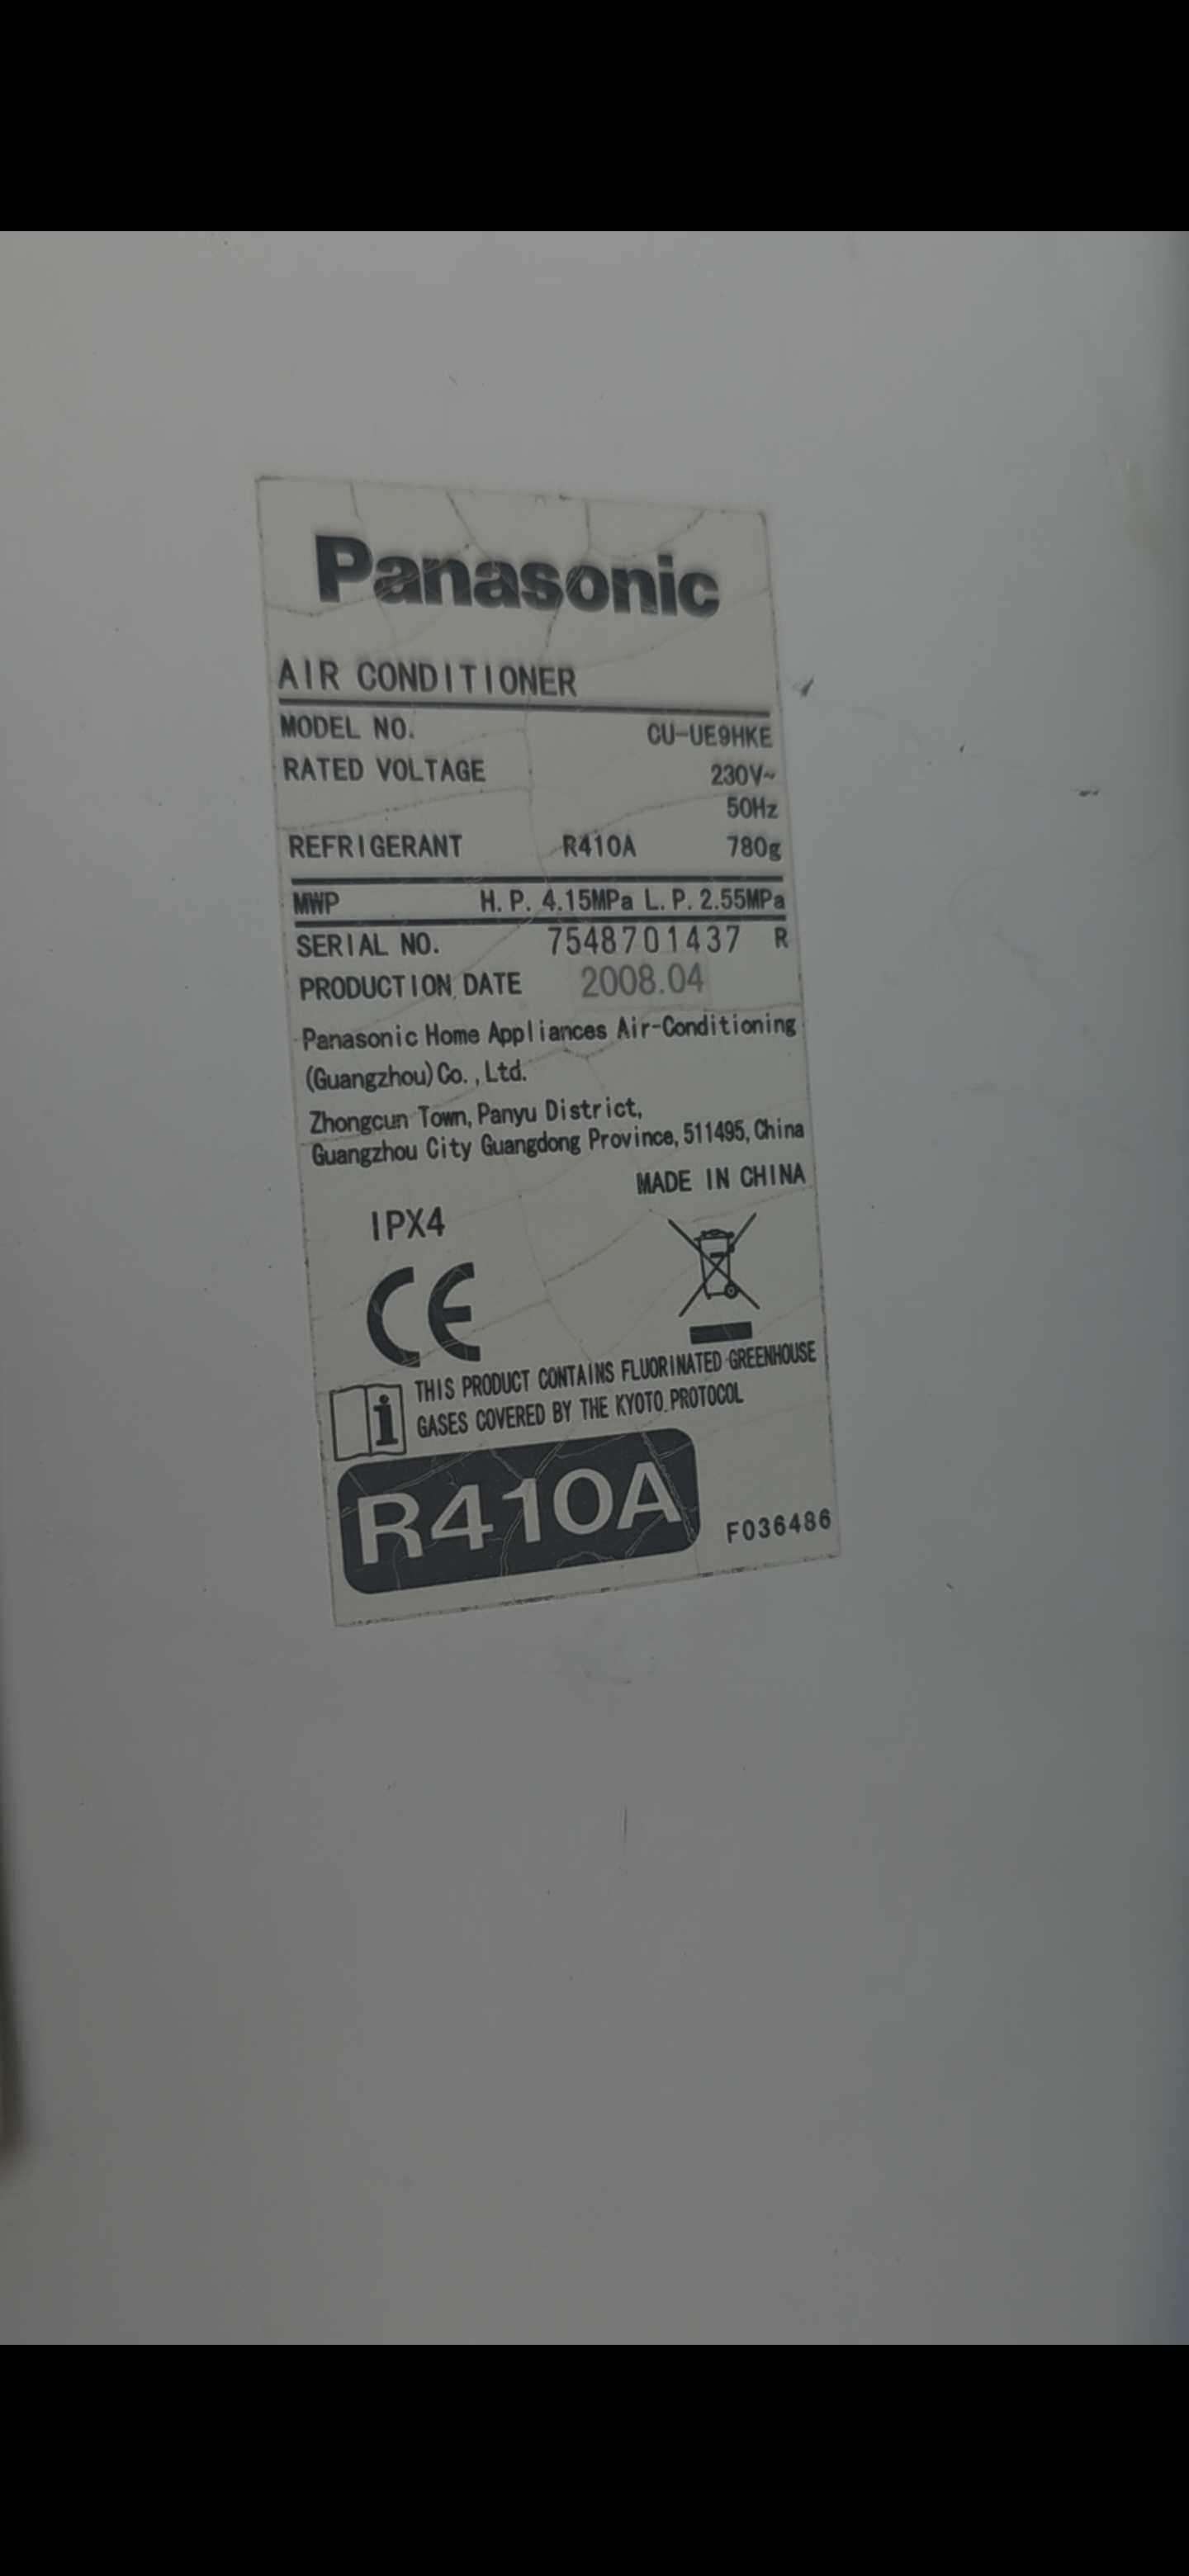 Panasonic
AIR CONDITIONER
MODEL NO. CU-UE9HKE
RATED VOLTAGE 230V~
50Hz
REFRIGERANT R410A 780g
MWP H.P. 4.15MPa L.P. 2.55MPa
SERIAL NO. 7548701437 R
PRODUCTION DATE 2008.04
Panasonic Home Appliances Air-Conditioning
(Guangzhou) Co., Ltd.
Zhongcun Town, Panyu District,
Guangzhou City Guangdong Province, 511495, China
MADE IN CHINA
IPX4
CE
i THIS PRODUCT CONTAINS FLUORINATED GREENHOUSE
GASES COVERED BY THE KYOTO PROTOCOL
R410A
F036486